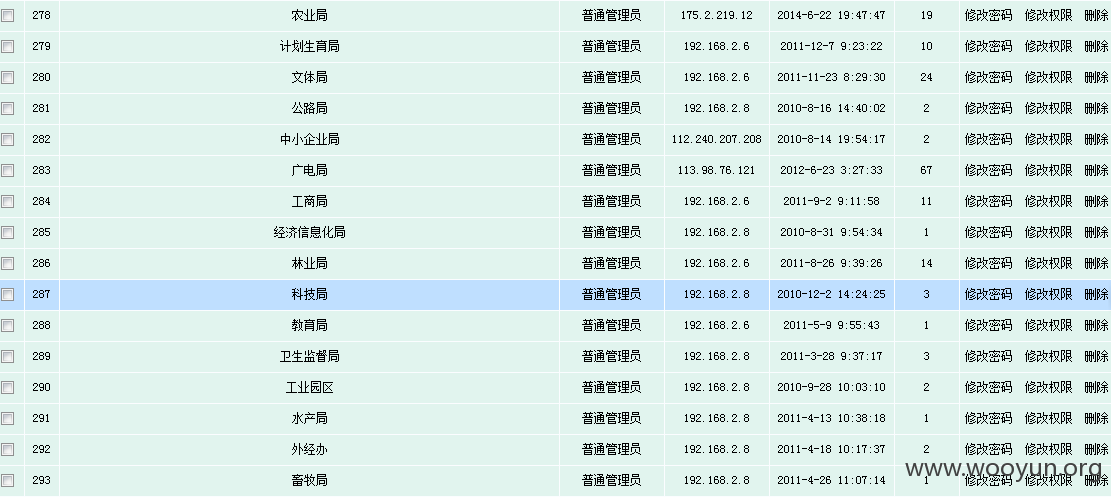 278 农业局 普通管理员 175.2.219.12 2014-6-22 19:47:47 19 修改密码 修改权限 删除
279 计划生育局 普通管理员 192.168.2.6 2011-12-7 9:23:22 10 修改密码 修改权限 删除
280 文体局 普通管理员 192.168.2.6 2011-11-23 8:29:30 24 修改密码 修改权限 删除
281 公路局 普通管理员 192.168.2.8 2010-8-16 14:40:02 2 修改密码 修改权限 删除
282 中小企业局 普通管理员 112.240.207.208 2010-8-14 19:54:17 2 修改密码 修改权限 删除
283 广电局 普通管理员 113.98.76.121 2012-6-23 3:27:33 67 修改密码 修改权限 删除
284 工商局 普通管理员 192.168.2.6 2011-9-2 9:11:58 11 修改密码 修改权限 删除
285 经济信息化局 普通管理员 192.168.2.8 2010-8-31 9:54:34 1 修改密码 修改权限 删除
286 林业局 普通管理员 192.168.2.6 2011-8-26 9:39:26 14 修改密码 修改权限 删除
287 科技局 普通管理员 192.168.2.8 2010-12-2 14:24:25 3 修改密码 修改权限 删除
288 教育局 普通管理员 192.168.2.6 2011-5-9 9:55:43 1 修改密码 修改权限 删除
289 卫生监督局 普通管理员 192.168.2.8 2011-3-28 9:37:17 3 修改密码 修改权限 删除
290 工业园区 普通管理员 192.168.2.8 2010-9-28 10:03:10 2 修改密码 修改权限 删除
291 水产局 普通管理员 192.168.2.8 2011-4-13 10:38:18 1 修改密码 修改权限 删除
292 外经办 普通管理员 192.168.2.8 2011-4-18 10:17:37 2 修改密码 修改权限 删除
293 畜牧局 普通管理员 192.168.2.8 2011-4-26 11:07:14 1 修改密码 修改权限 删除
www.wooyun.org